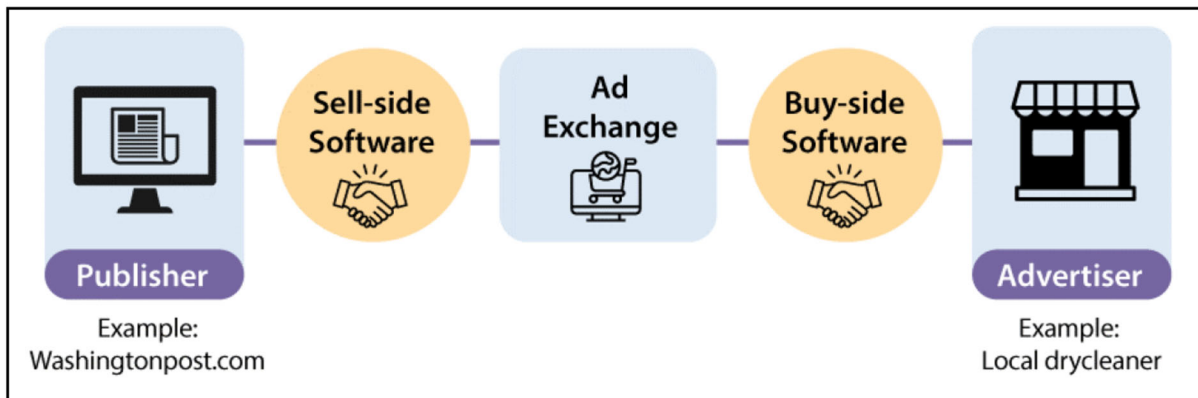 Sell-side
Software
Ad
Exchange
Buy-side
Software
Publisher
Advertiser
Example:
Washingtonpost.com
Example:
Local drycleaner